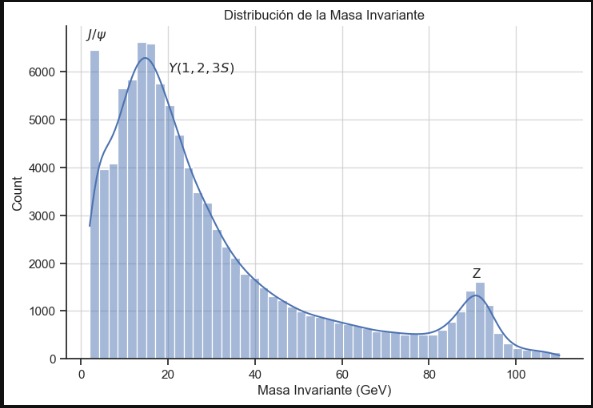 Distribución de la Masa Invariante
J/ψ
Y(1, 2, 3S)
Z
6000
5000
4000
3000
2000
1000
0
Count
0 20 40 60 80 100
Masa Invariante (GeV)